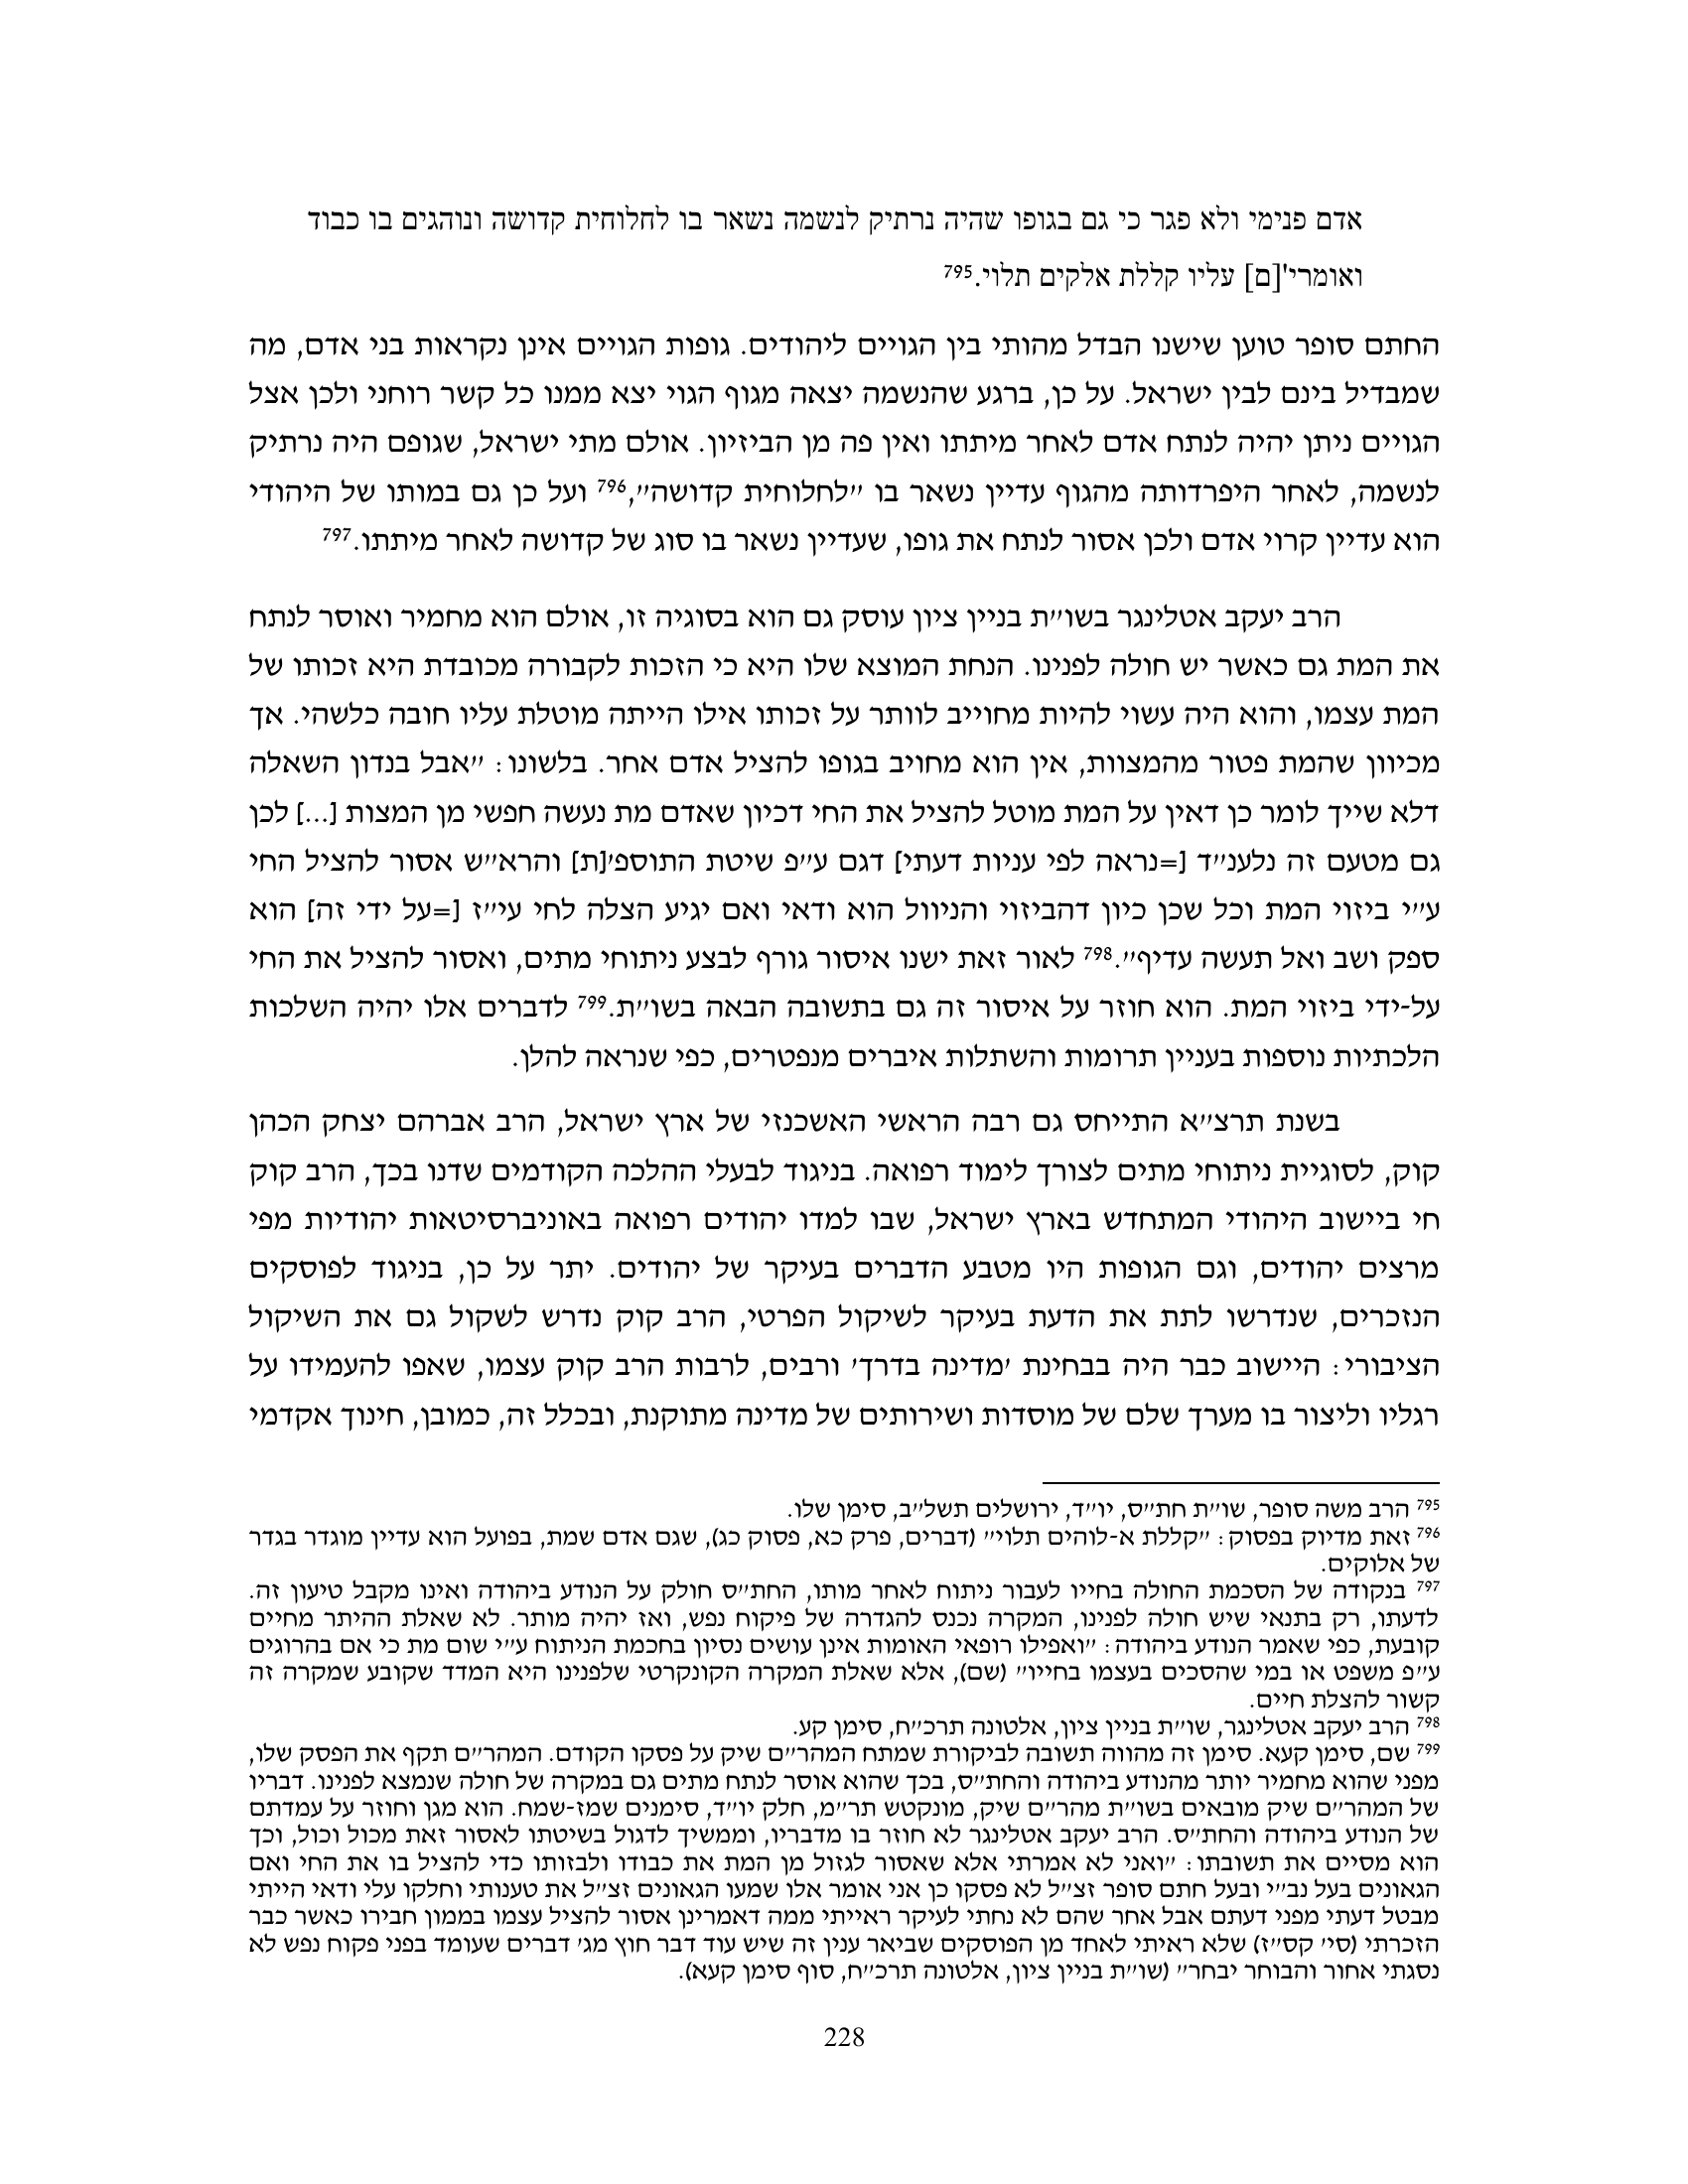 אדם פנימי ולא פגר כי גם בגופו שהיה נרתיק לנשמה נשאר בו לחלוחית קדושה ונוהגים בו כבוד
ואומרי'[ם] עליו קללת אלקים תלוי.795
החתם סופר טוען שישנו הבדל מהותי בין הגויים ליהודים. גופות הגויים אינן נקראות בני אדם, מה
שמבדיל בינם לבין ישראל. על כן, ברגע שהנשמה יצאה מגוף הגוי יצא ממנו כל קשר רוחני ולכן אצל
הגויים ניתן יהיה לנתח אדם לאחר מיתתו ואין פה מן הביזיון. אולם מתי ישראל, שגופם היה נרתיק
לנשמה, לאחר היפרדותה מהגוף עדיין נשאר בו "לחלוחית קדושה",796 ועל כן גם במותו של היהודי
הוא עדיין קרוי אדם ולכן אסור לנתח את גופו, שעדיין נשאר בו סוג של קדושה לאחר מיתתו.797
הרב יעקב אטלינגר בשו"ת בניין ציון עוסק גם הוא בסוגיה זו, אולם הוא מחמיר ואוסר לנתח
את המת גם כאשר יש חולה לפנינו. הנחת המוצא שלו היא כי הזכות לקבורה מכובדת היא זכותו של
המת עצמו, והוא היה עשוי להיות מחוייב לוותר על זכותו אילו הייתה מוטלת עליו חובה כלשהי. אך
מכיוון שהמת פטור מהמצוות, אין הוא מחויב בגופו להציל אדם אחר. בלשונו: "אבל בנדון השאלה
דלא שייך לומר כן דאין על המת מוטל להציל את החי דכיון שאדם מת נעשה חפשי מן המצות [...] לכן
גם מטעם זה נלענ"ד [=נראה לפי עניות דעתי] דגם ע"פ שיטת התוספ'[ת] והרא"ש אסור להציל החי
ע"י ביזוי המת וכל שכן כיון דהביזוי והניוול הוא ודאי ואם יגיע הצלה לחי עי"ז [=על ידי זה] הוא
ספק ושב ואל תעשה עדיף".798 לאור זאת ישנו איסור גורף לבצע ניתוחי מתים, ואסור להציל את החי
על-ידי ביזוי המת. הוא חוזר על איסור זה גם בתשובה הבאה בשו"ת.799 לדברים אלו יהיה השלכות
הלכתיות נוספות בעניין תרומות והשתלות איברים מנפטרים, כפי שנראה להלן.
בשנת תרצ"א התייחס גם רבה הראשי האשכנזי של ארץ ישראל, הרב אברהם יצחק הכהן
קוק, לסוגיית ניתוחי מתים לצורך לימוד רפואה. בניגוד לבעלי ההלכה הקודמים שדנו בכך, הרב קוק
חי ביישוב היהודי המתחדש בארץ ישראל, שבו למדו יהודים רפואה באוניברסיטאות יהודיות מפי
מרצים יהודים, וגם הגופות היו מטבע הדברים בעיקר של יהודים. יתר על כן, בניגוד לפוסקים
הנזכרים, שנדרשו לתת את הדעת בעיקר לשיקול הפרטי, הרב קוק נדרש לשקול גם את השיקול
הציבורי: היישוב כבר היה בבחינת 'מדינה בדרך' ורבים, לרבות הרב קוק עצמו, שאפו להעמידו על
רגליו וליצור בו מערך שלם של מוסדות ושירותים של מדינה מתוקנת, ובכלל זה, כמובן, חינוך אקדמי
795 הרב משה סופר, שו"ת חת"ס, יו"ד, ירושלים תשל"ב, סימן שלו.
796 זאת מדיוק בפסוק: "קללת א-לוהים תלוי" (דברים, פרק כא, פסוק כג), שגם אדם שמת, בפועל הוא עדיין מוגדר בגדר
של אלוקים.
797 בנקודה של הסכמת החולה בחייו לעבור ניתוח לאחר מותו, החת"ס חולק על הנודע ביהודה ואינו מקבל טיעון זה.
לדעתו, רק בתנאי שיש חולה לפנינו, המקרה נכנס להגדרה של פיקוח נפש, ואז יהיה מותר. לא שאלת ההיתר מחיים
קובעת, כפי שאמר הנודע ביהודה: "ואפילו רופאי האומות אינן עושים נסיון בחכמת הניתוח ע"י שום מת כי אם בהרוגים
ע"פ משפט או במי שהסכים בעצמו בחייו" (שם), אלא שאלת המקרה הקונקרטי שלפנינו היא המדד שקובע שמקרה זה
קשור להצלת חיים.
798 הרב יעקב אטלינגר, שו"ת בניין ציון, אלטונה תרכ"ח, סימן קע.
799 שם, סימן קעא. סימן זה מהווה תשובה לביקורת שמתח המהר"ם שיק על פסקו הקודם. המהר"ם תקף את הפסק שלו,
מפני שהוא מחמיר יותר מהנודע ביהודה והחת"ס, בכך שהוא אוסר לנתח מתים גם במקרה של חולה שנמצא לפנינו. דבריו
של המהר"ם שיק מובאים בשו"ת מהר"ם שיק, מונקטש תר"מ, חלק יו"ד, סימנים שמז-שמח. הוא מגן וחוזר על עמדתם
של הנודע ביהודה והחת"ס. הרב יעקב אטלינגר לא חוזר בו מדבריו, וממשיך לדגול בשיטתו לאסור זאת מכול וכול, וכך
הוא מסיים את תשובתו: "ואני לא אמרתי אלא שאסור לגזול מן המת את כבודו ולבזותו כדי להציל בו את החי ואם
הגאונים בעל נב"י ובעל חתם סופר זצ"ל לא פסקו כן אני אומר אלו שמעו הגאונים זצ"ל את טענותי וחלקו עלי ודאי הייתי
מבטל דעתי מפני דעתם אבל אחר שהם לא נחתי לעיקר ראייתי ממה דאמרינן אסור להציל עצמו בממון חבירו כאשר כבר
הזכרתי (סי' קס"ז) שלא ראיתי לאחד מן הפוסקים שביאר ענין זה שיש עוד דבר חוץ מג' דברים שעומד בפני פקוח נפש לא
נסגתי אחור והבוחר יבחר" (שו"ת בניין ציון, אלטונה תרכ"ח, סוף סימן קעא).
228